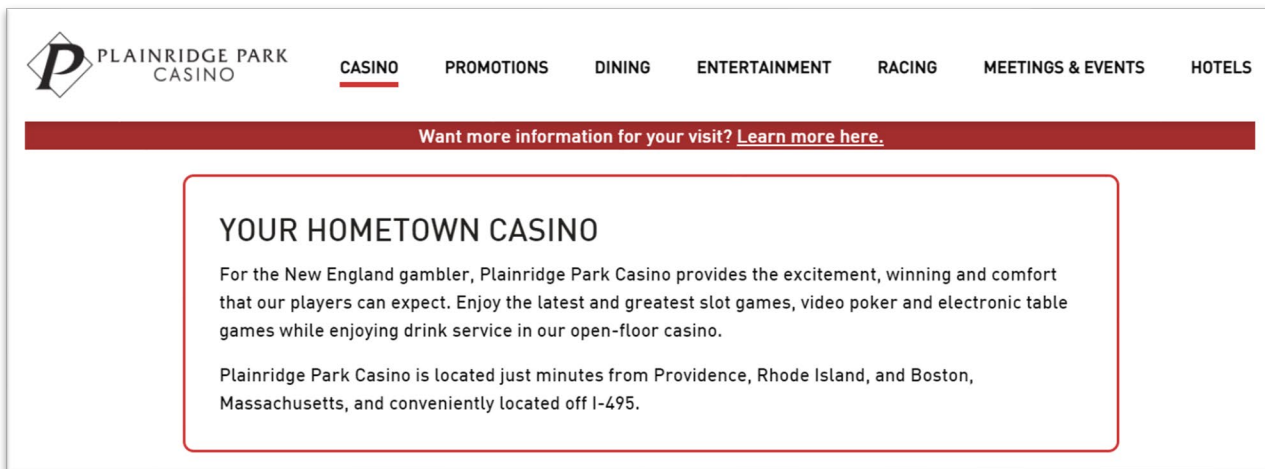 PLAINRIDGE PARK
CASINO
CASINO PROMOTIONS DINING ENTERTAINMENT RACING MEETINGS & EVENTS HOTELS
Want more information for your visit? Learn more here.
YOUR HOMETOWN CASINO
For the New England gambler, Plainridge Park Casino provides the excitement, winning and comfort
that our players can expect. Enjoy the latest and greatest slot games, video poker and electronic table
games while enjoying drink service in our open-floor casino.
Plainridge Park Casino is located just minutes from Providence, Rhode Island, and Boston,
Massachusetts, and conveniently located off I-495.